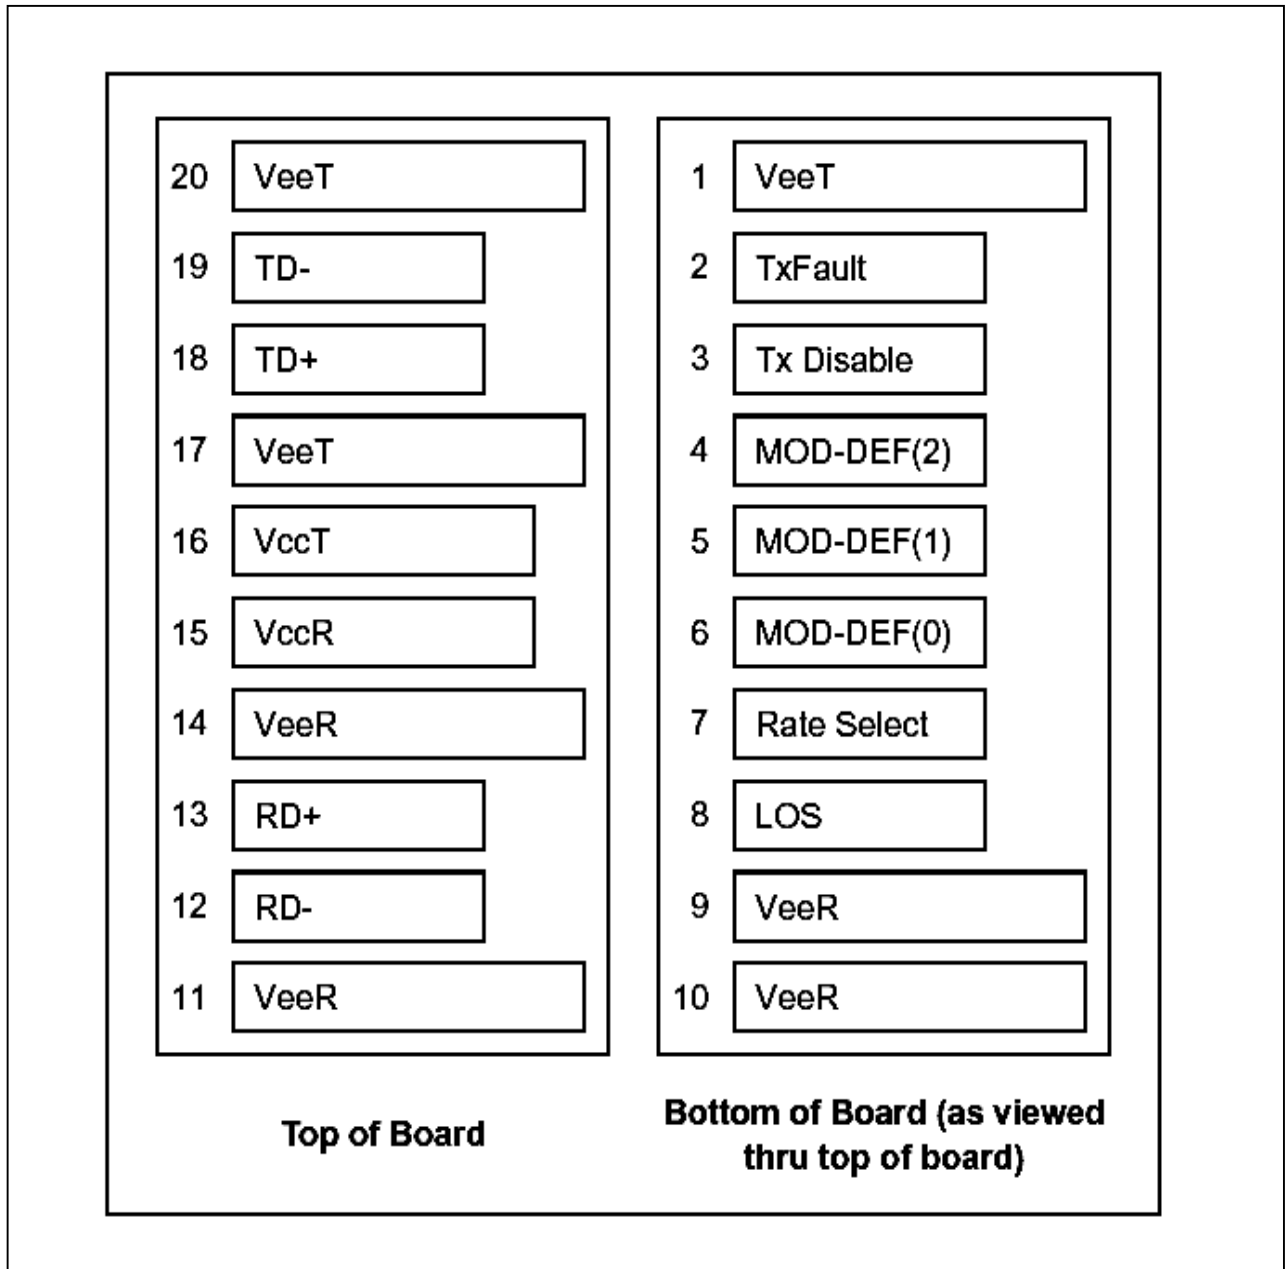 20 VeeT
19 TD-
18 TD+
17 VeeT
16 VccT
15 VccR
14 VeeR
13 RD+
12 RD-
11 VeeR
Top of Board
1 VeeT
2 TxFault
3 Tx Disable
4 MOD-DEF(2)
5 MOD-DEF(1)
6 MOD-DEF(0)
7 Rate Select
8 LOS
9 VeeR
10 VeeR
Bottom of Board (as viewed
thru top of board)